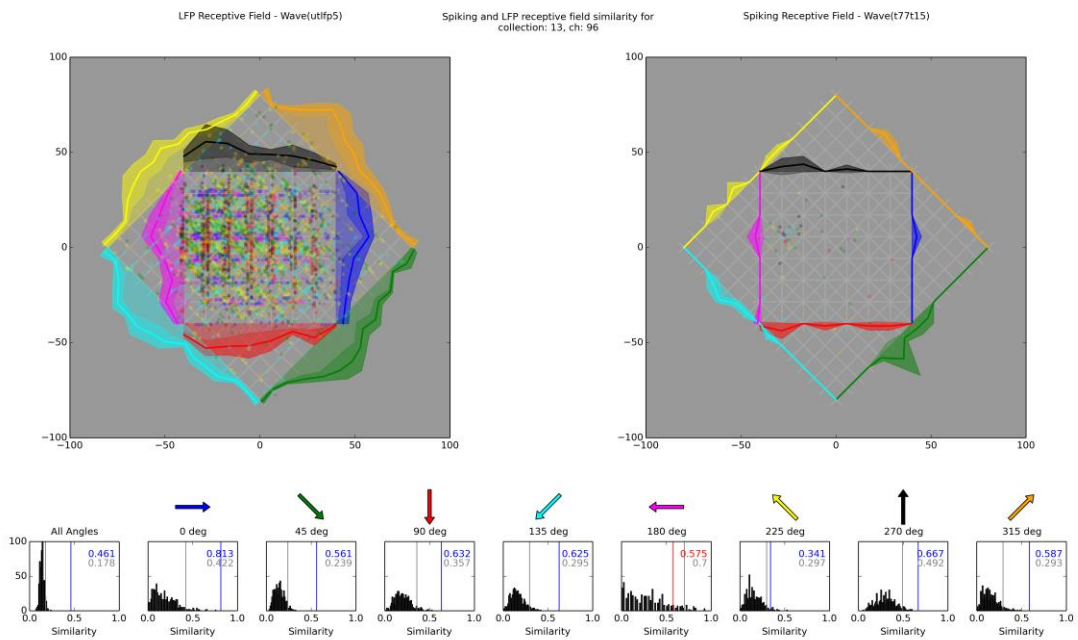 LFP Receptive Field - Wave(utlfp5)
Spiking and LFP receptive field similarity for
collection: 13, ch: 96
Spiking Receptive Field - Wave(t77t15)
100
50
0
−50
−100
−100 −50 0 50 100
100
50
0
−50
−100
−100 −50 0 50 100
All Angles
0 deg
45 deg
90 deg
135 deg
180 deg
225 deg
270 deg
315 deg
100
50
0
0.461
0.178
0.813
0.422
0.561
0.239
0.632
0.357
0.625
0.295
0.575
0.7
0.341
0.297
0.667
0.492
0.587
0.293
0.0 0.5 1.0
0.0 0.5 1.0
0.0 0.5 1.0
0.0 0.5 1.0
0.0 0.5 1.0
0.0 0.5 1.0
0.0 0.5 1.0
0.0 0.5 1.0
0.0 0.5 1.0
Similarity
Similarity
Similarity
Similarity
Similarity
Similarity
Similarity
Similarity
Similarity